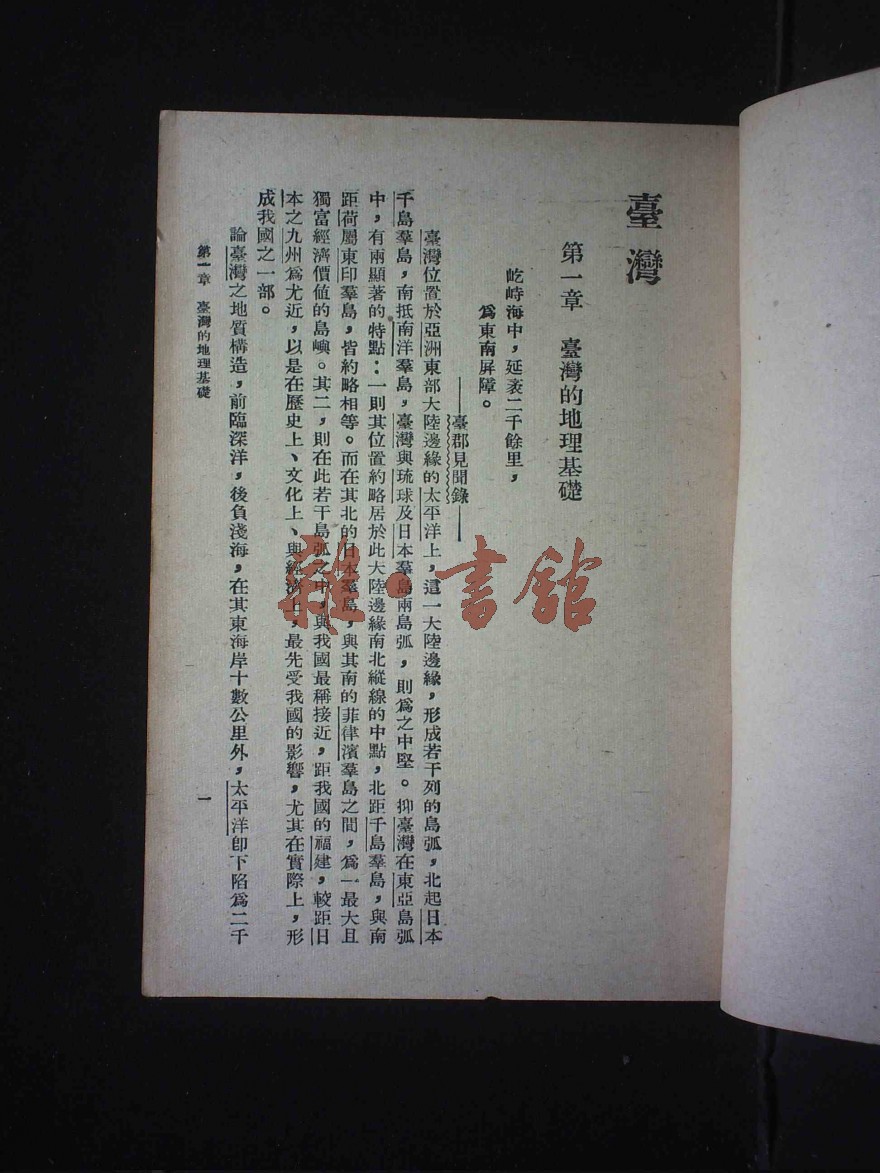 臺灣
第一章　臺灣的地理基礎
屹峙海中，延袤二千餘里，
爲東南屏障。
——臺郡見聞錄——
臺灣位置於亞洲東部大陸邊緣的太平洋上，這一大陸邊緣，形成若干列的島弧，北起日本
千島羣島，南抵南洋羣島，臺灣與琉球及日本羣島兩島弧，則爲之中堅。抑臺灣在東亞島弧
中，有兩顯著的特點：一則其位置約略居於此大陸邊緣南北縱線的中點，北距千島羣島，與南
距荷屬東印羣島，皆約略相等。而在其北的日本羣島，與其南的菲律濱羣島之間，爲一最大且
獨富經濟價值的島嶼。其二，則在此若干島弧之中，與我國最稱接近，距我國的福建，較距日
本之九州爲尤近，以是在歷史上、文化上、與經濟上，最先受我國的影響，尤其在實際上，形
成我國之一部。
論臺灣之地質構造，前臨深洋，後負淺海，在其東海岸十數公里外，太平洋卽下陷爲二千
第一章　臺灣的地理基礎
一
雜·書館